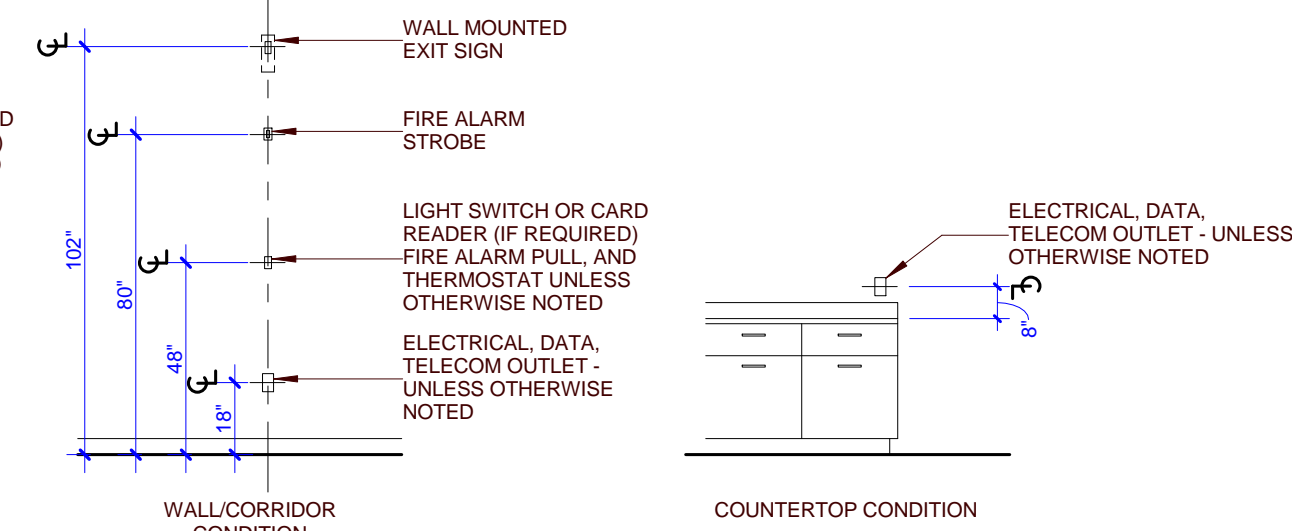 WALL MOUNTED
EXIT SIGN
FIRE ALARM
STROBE
LIGHT SWITCH OR CARD
READER (IF REQUIRED)
FIRE ALARM PULL, AND
THERMOSTAT UNLESS
OTHERWISE NOTED
ELECTRICAL, DATA,
TELECOM OUTLET -
UNLESS OTHERWISE
NOTED
102"
80"
48"
18"
WALL/CORRIDOR
CONDITION
ELECTRICAL, DATA,
TELECOM OUTLET - UNLESS
OTHERWISE NOTED
8"
COUNTERTOP CONDITION